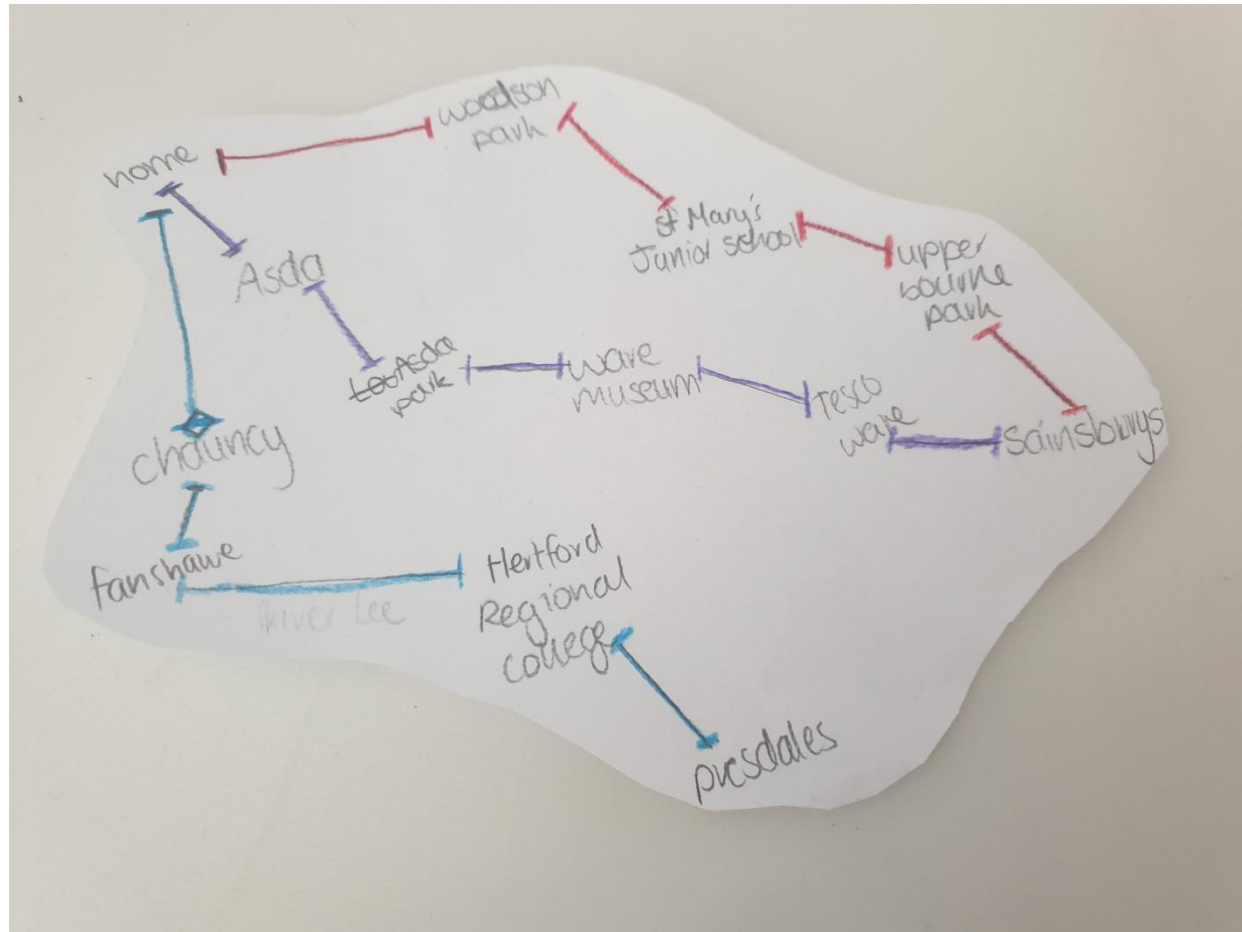 home
woodson
park
st Mary's
Junior school
upper
bourne
park
Asda
Asda
park
ware
museum
Tesco
ware
Sainsburys
chauncy
fanshawe
River Lee
Hertford
Regional
College
presdales